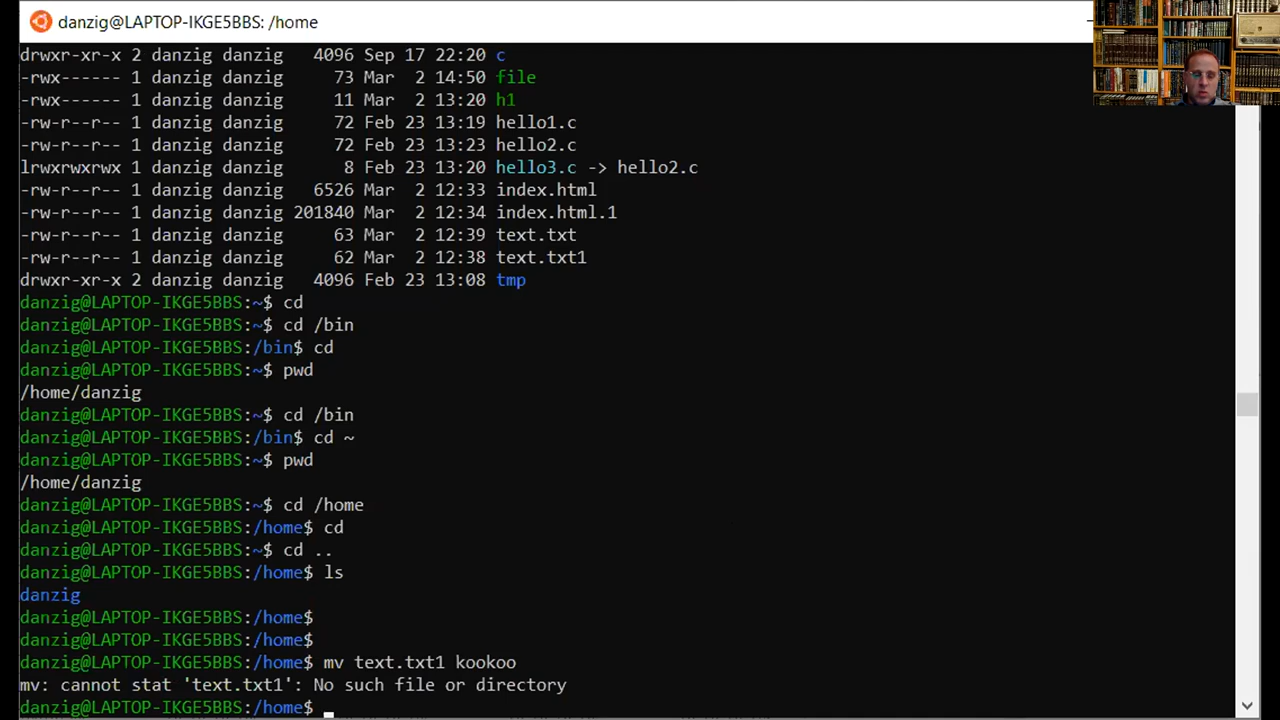 danzig@LAPTOP-IKGE5BBS: /home
drwxr-xr-x 2 danzig danzig   4096 Sep 17 22:20 c
-rwx------ 1 danzig danzig     73 Mar  2 14:50 file
-rwx------ 1 danzig danzig     11 Mar  2 13:20 h1
-rw-r--r-- 1 danzig danzig     72 Feb 23 13:19 hello1.c
-rw-r--r-- 1 danzig danzig     72 Feb 23 13:23 hello2.c
lrwxrwxrwx 1 danzig danzig      8 Feb 23 13:20 hello3.c -> hello2.c
-rw-r--r-- 1 danzig danzig   6526 Mar  2 12:33 index.html
-rw-r--r-- 1 danzig danzig 201840 Mar  2 12:34 index.html.1
-rw-r--r-- 1 danzig danzig     63 Mar  2 12:39 text.txt
-rw-r--r-- 1 danzig danzig     62 Mar  2 12:38 text.txt1
drwxr-xr-x 2 danzig danzig   4096 Feb 23 13:08 tmp
danzig@LAPTOP-IKGE5BBS:~$ cd
danzig@LAPTOP-IKGE5BBS:~$ cd /bin
danzig@LAPTOP-IKGE5BBS:/bin$ cd
danzig@LAPTOP-IKGE5BBS:~$ pwd
/home/danzig
danzig@LAPTOP-IKGE5BBS:~$ cd /bin
danzig@LAPTOP-IKGE5BBS:/bin$ cd ~
danzig@LAPTOP-IKGE5BBS:~$ pwd
/home/danzig
danzig@LAPTOP-IKGE5BBS:~$ cd /home
danzig@LAPTOP-IKGE5BBS:/home$ cd
danzig@LAPTOP-IKGE5BBS:~$ cd ..
danzig@LAPTOP-IKGE5BBS:/home$ ls
danzig
danzig@LAPTOP-IKGE5BBS:/home$
danzig@LAPTOP-IKGE5BBS:/home$
danzig@LAPTOP-IKGE5BBS:/home$ mv text.txt1 kookoo
mv: cannot stat 'text.txt1': No such file or directory
danzig@LAPTOP-IKGE5BBS:/home$